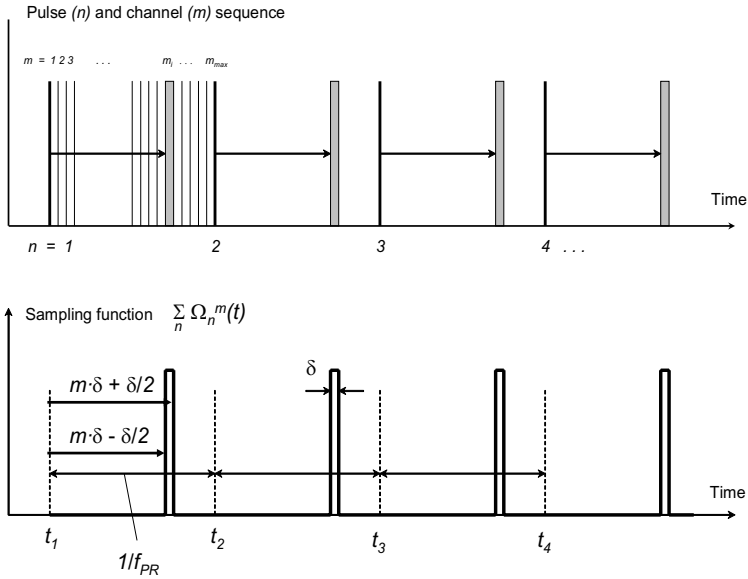 Pulse (n) and channel (m) sequence
m = 1 2 3 . . . m_i . . . m_max
Time
n = 1 2 3 4 . . .
Sampling function Σ_n Ω_n^m(t)
δ
m·δ + δ/2
m·δ - δ/2
Time
t_1 t_2 t_3 t_4
1/f_PR